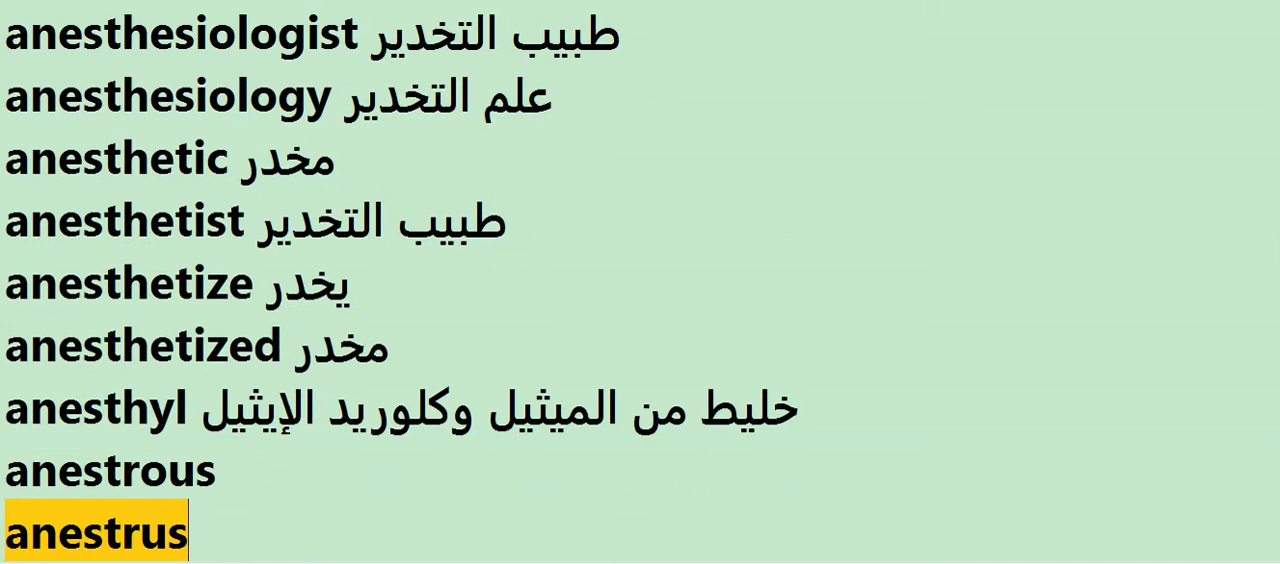 anesthesiologist طبيب التخدير
anesthesiology علم التخدير
anesthetic مخدر
anesthetist طبيب التخدير
anesthetize يخدر
anesthetized مخدر
anesthyl خليط من الميثيل وكلوريد الإيثيل
anestrous
anestrus